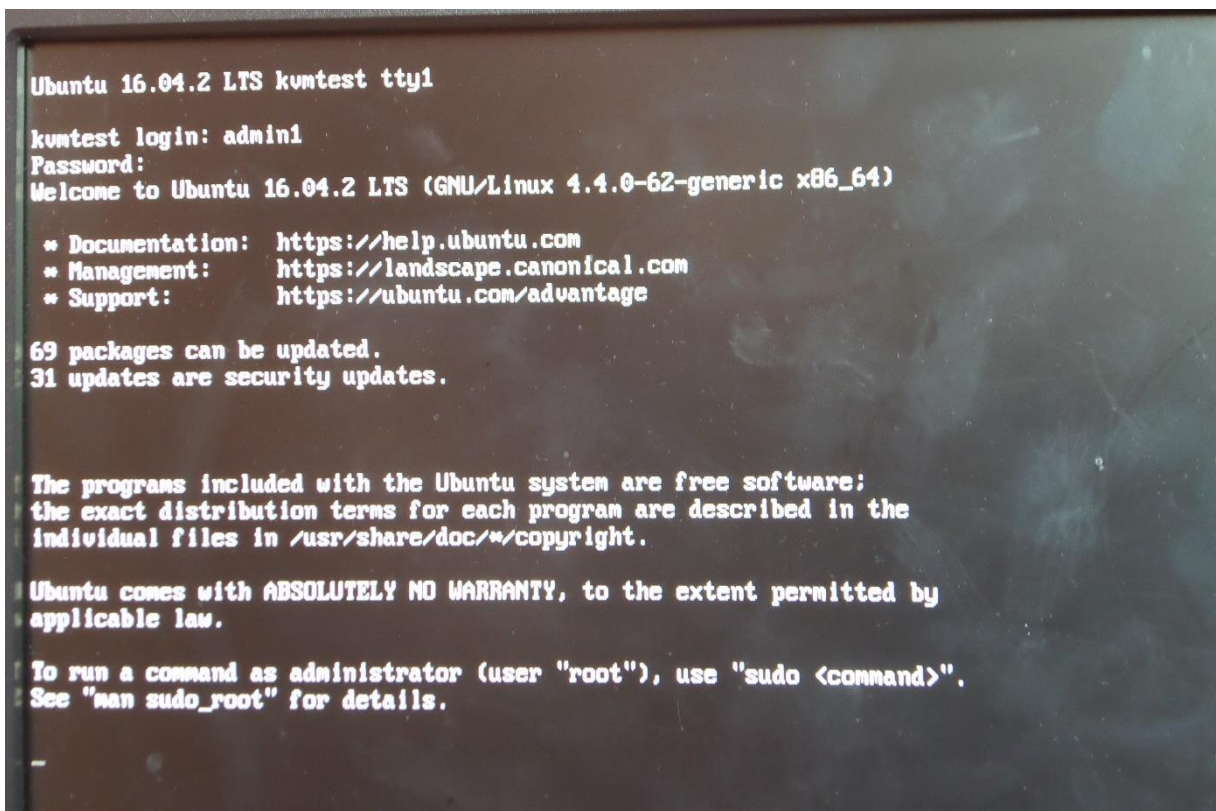 Ubuntu 16.04.2 LTS kvmtest tty1
kvmtest login: admin1
Password:
Welcome to Ubuntu 16.04.2 LTS (GNU/Linux 4.4.0-62-generic x86_64)
* Documentation: https://help.ubuntu.com
* Management: https://landscape.canonical.com
* Support: https://ubuntu.com/advantage
69 packages can be updated.
31 updates are security updates.
The programs included with the Ubuntu system are free software;
the exact distribution terms for each program are described in the
individual files in /usr/share/doc/*/copyright.
Ubuntu comes with ABSOLUTELY NO WARRANTY, to the extent permitted by
applicable law.
To run a command as administrator (user "root"), use "sudo <command>".
See "man sudo_root" for details.
_